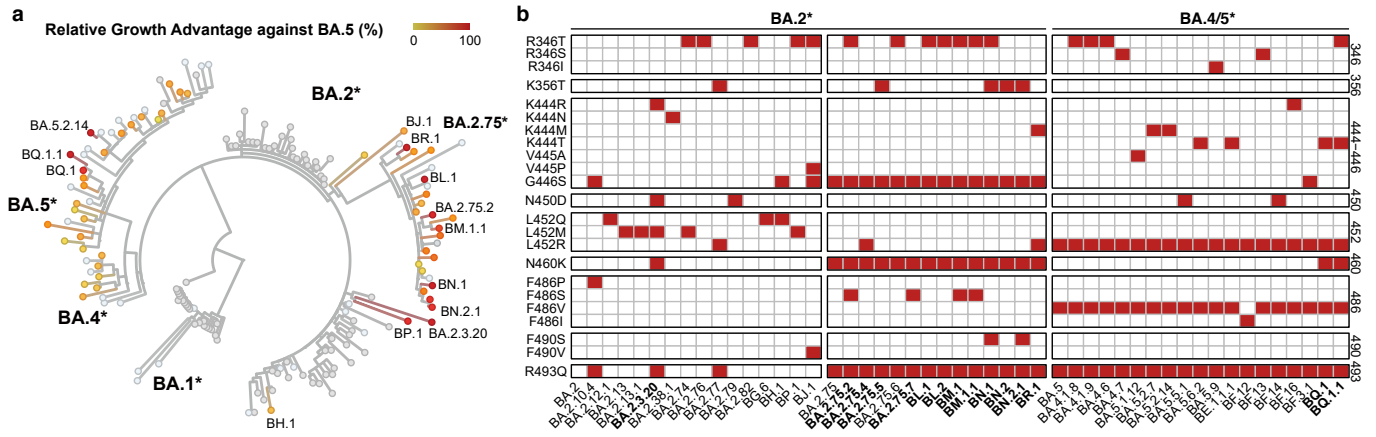 a
Relative Growth Advantage against BA.5 (%)
0
100
BA.2*
BJ.1
BR.1
BA.2.75*
BA.5.2.14
BQ.1.1
BQ.1
BL.1
BA.5*
BA.2.75.2
BM.1.1
BN.1
BN.2.1
BA.4*
BP.1
BA.2.3.20
BA.1*
BH.1
b
BA.2*
BA.4/5*
R346T
R346S
R346I
346
K356T
356
K444R
K444N
K444M
K444T
V445A
V445P
G446S
444-446
N450D
450
L452Q
L452M
L452R
452
N460K
460
F486P
F486S
F486V
F486I
486
F490S
F490V
490
R493Q
493
BA.2
BA.2.10.4
BA.2.12.1
BA.2.13
BA.2.13.1
BA.2.3.20
BA.2.38.1
BA.2.74
BA.2.76
BA.2.77
BA.2.79
BA.2.82
BG.6
BH.1
BP.1
BJ.1
BA.2.75
BA.2.75.2
BA.2.75.4
BA.2.75.5
BA.2.75.6
BA.2.75.7
BL.1
BL.2
BM.1
BM.1.1
BN.1
BN.2
BN.2.1
BR.1
BA.5
BA.4.1.8
BA.4.1.9
BA.4.6
BA.4.7
BA.5.1.12
BA.5.2.7
BA.5.2.14
BA.5.5.1
BA.5.6.2
BA.5.9
BF.12
BF.13
BF.14
BF.16
BF.3.1
BQ.1
BQ.1.1